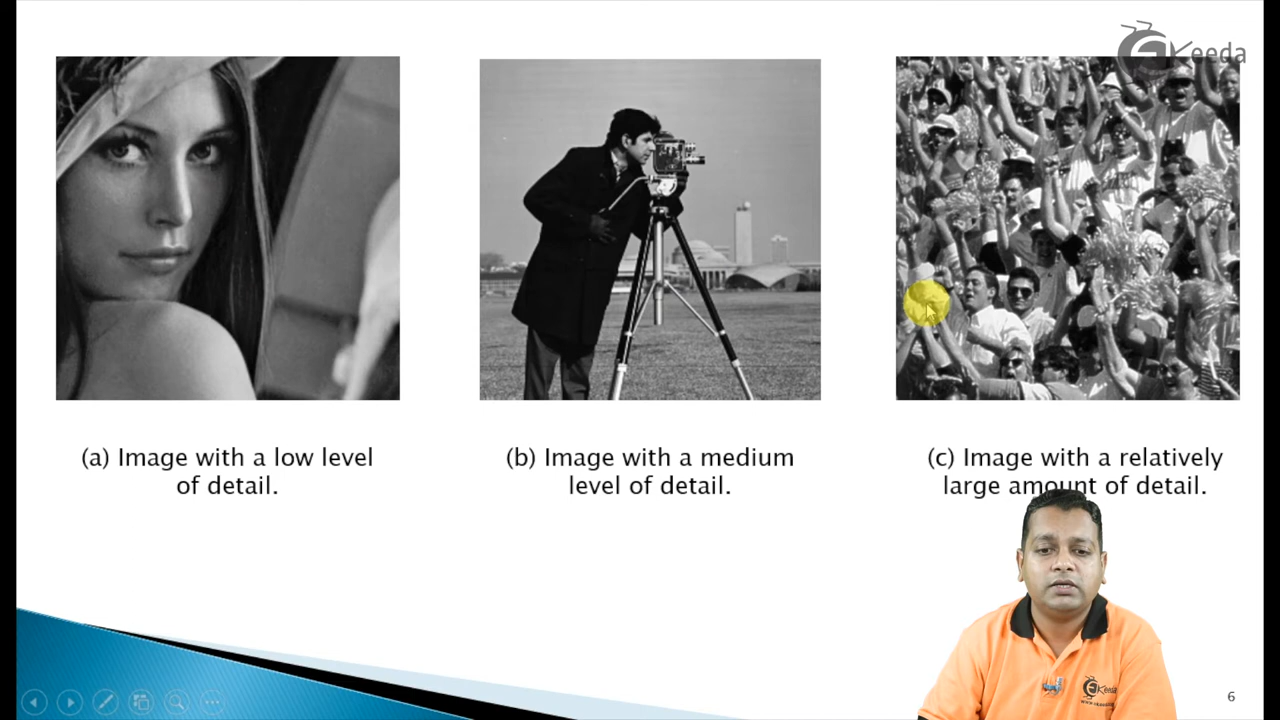 Keeda
(a) Image with a low level
of detail.
(b) Image with a medium
level of detail.
(c) Image with a relatively
large amount of detail.
Keeda
6